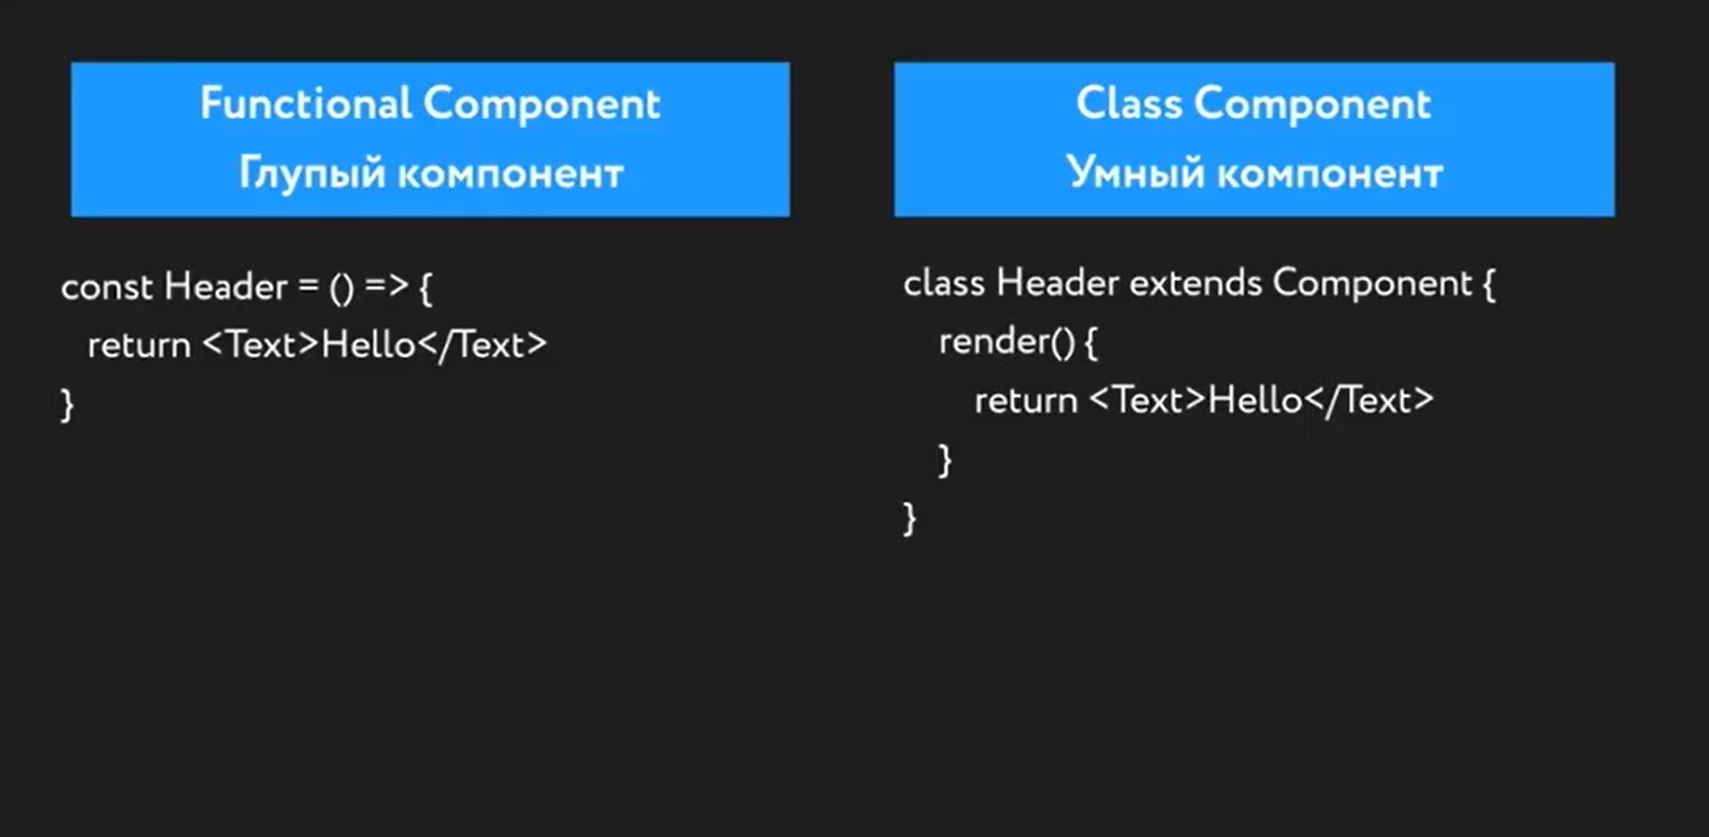 Functional Component
Глупый компонент
const Header = () => {
return <Text>Hello</Text>
}
Class Component
Умный компонент
class Header extends Component {
render() {
return <Text>Hello</Text>
}
}